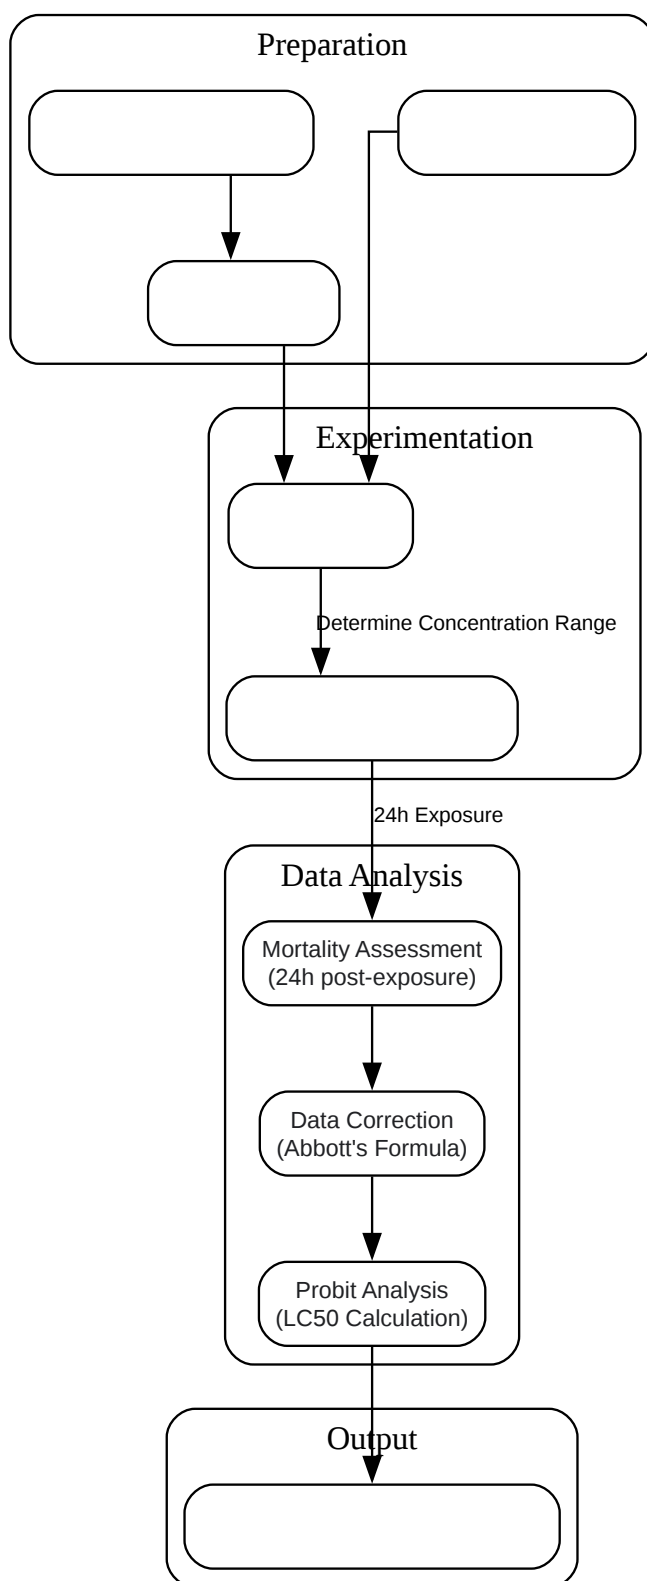 Preparation
Experimentation
Determine Concentration Range
24h Exposure
Data Analysis
Mortality Assessment
(24h post-exposure)
Data Correction
(Abbott's Formula)
Probit Analysis
(LC50 Calculation)
Output